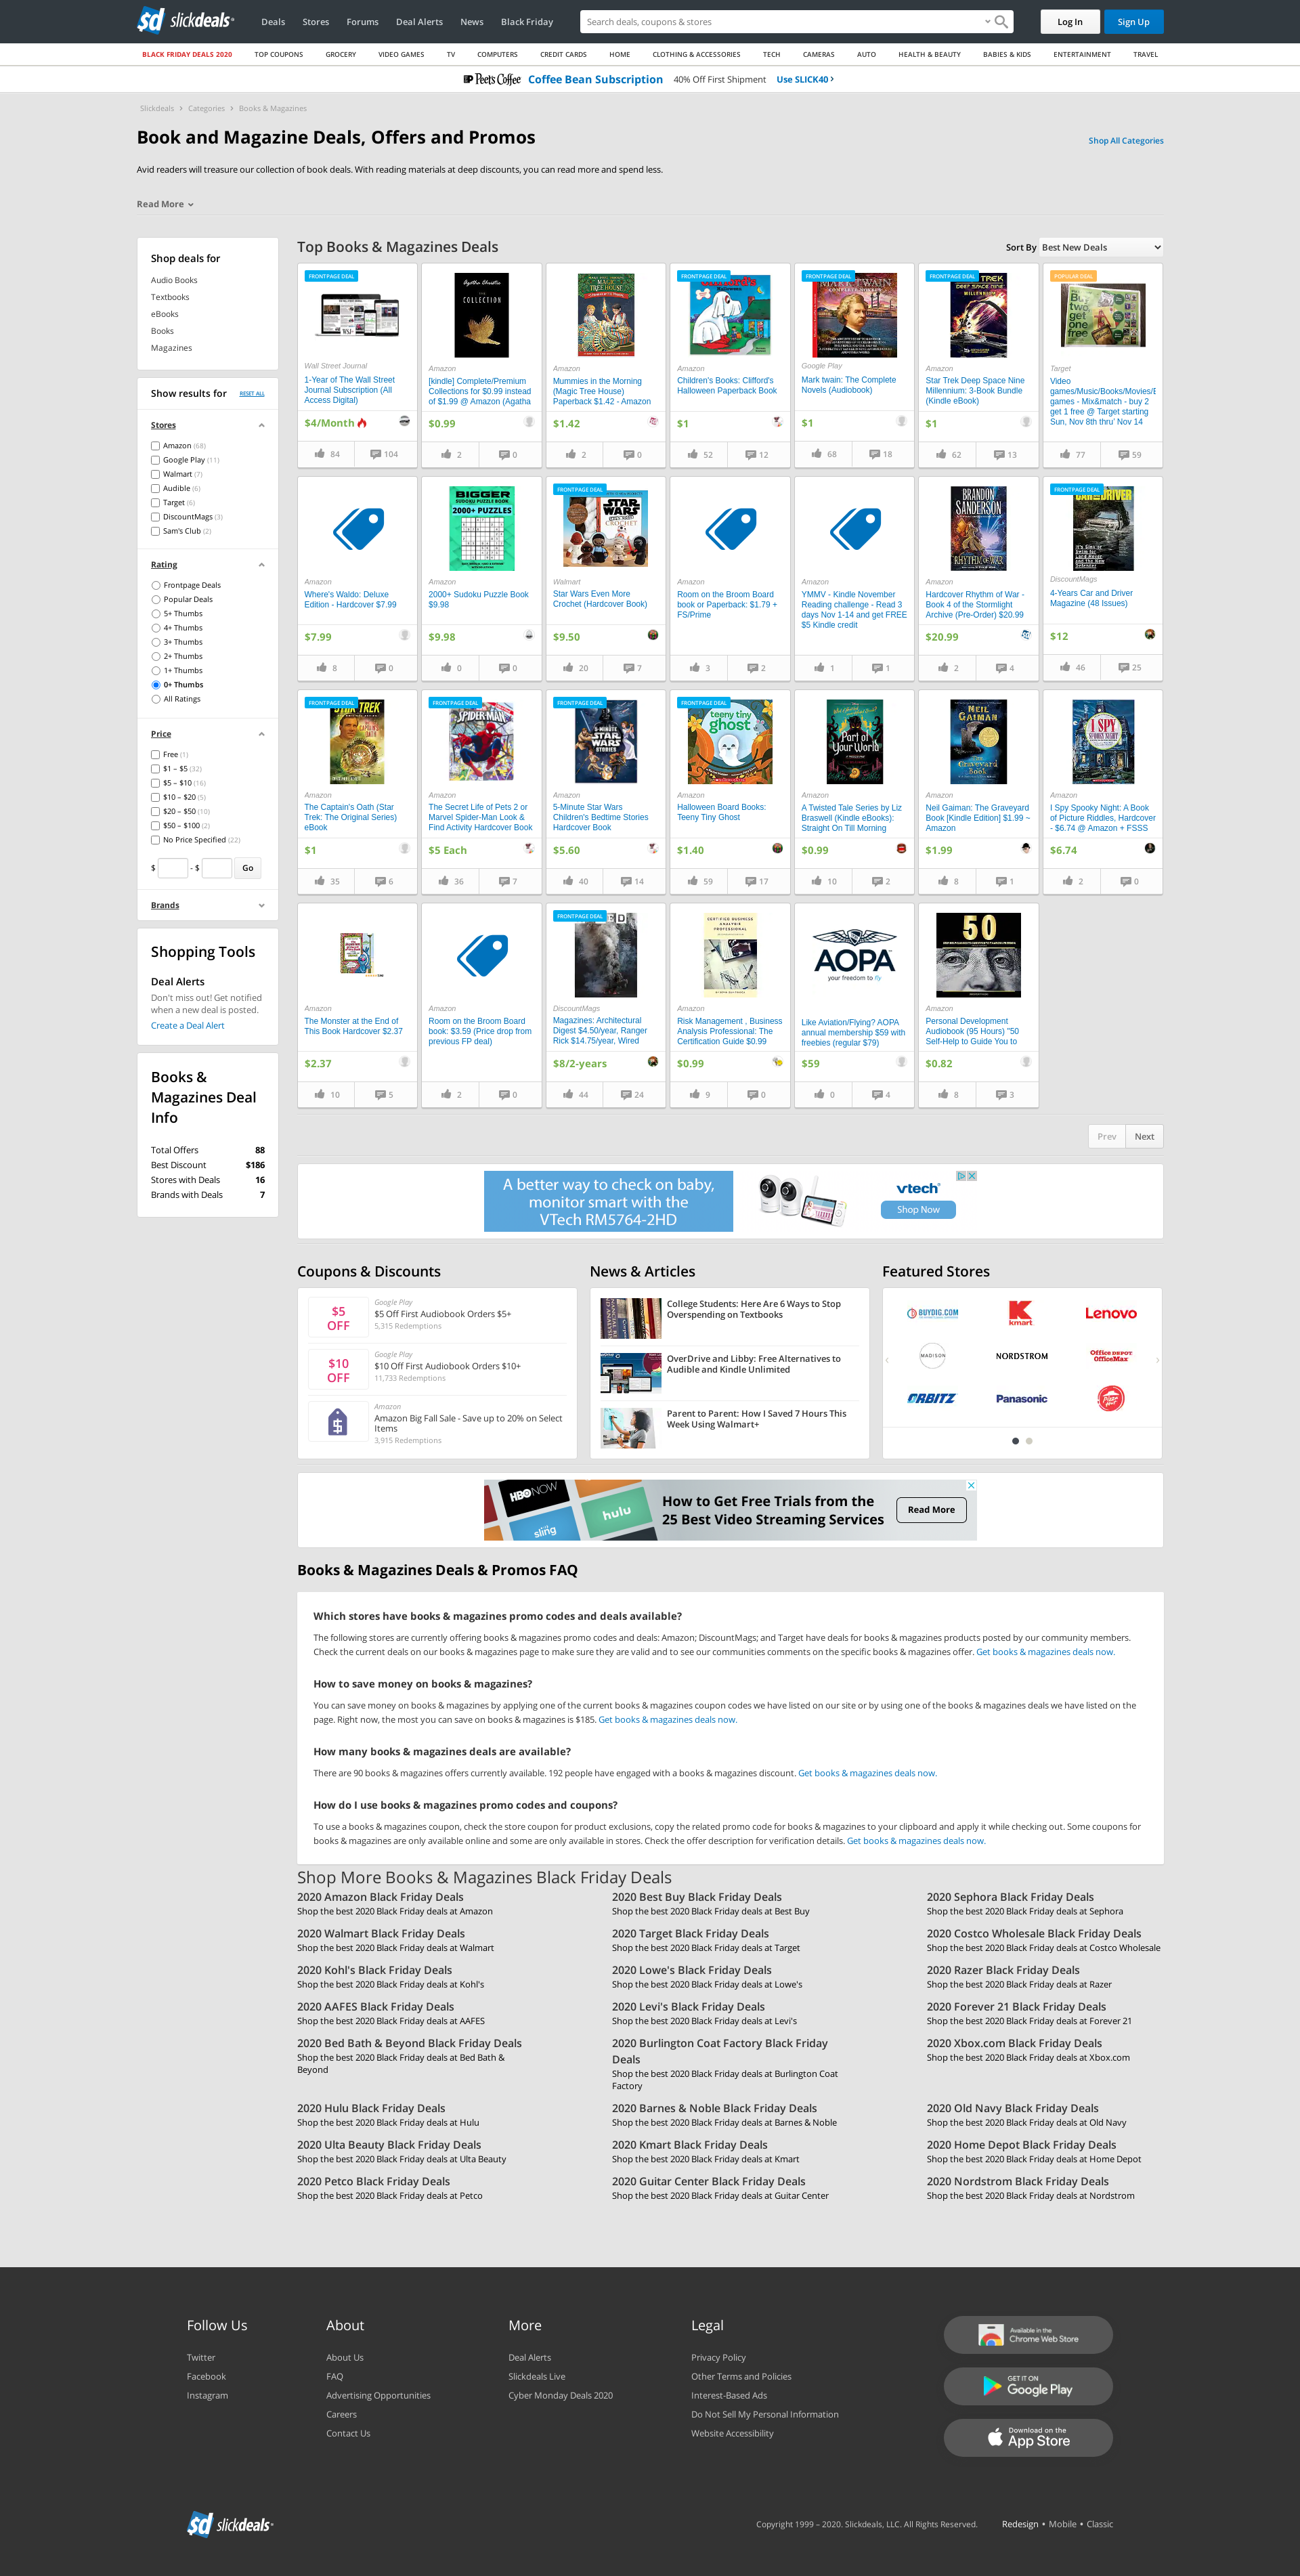 slickdeals
Deals Stores Forums Deal Alerts News Black Friday
Search deals, coupons & stores
Log In Sign Up
BLACK FRIDAY DEALS 2020 TOP COUPONS GROCERY VIDEO GAMES TV COMPUTERS CREDIT CARDS HOME CLOTHING & ACCESSORIES TECH CAMERAS AUTO HEALTH & BEAUTY BABIES & KIDS ENTERTAINMENT TRAVEL
Peet's Coffee Coffee Bean Subscription 40% Off First Shipment Use SLICK40
Slickdeals Categories Books & Magazines
Book and Magazine Deals, Offers and Promos
Shop All Categories
Avid readers will treasure our collection of book deals. With reading materials at deep discounts, you can read more and spend less.
Read More
Shop deals for
Audio Books
Textbooks
eBooks
Books
Magazines
Show results for RESET ALL
Stores
Amazon (68)
Google Play (11)
Walmart (7)
Audible (6)
Target (6)
DiscountMags (3)
Sam's Club (2)
Rating
Frontpage Deals
Popular Deals
5+ Thumbs
4+ Thumbs
3+ Thumbs
2+ Thumbs
1+ Thumbs
0+ Thumbs
All Ratings
Price
Free (1)
$1 – $5 (32)
$5 – $10 (16)
$10 – $20 (5)
$20 – $50 (10)
$50 – $100 (2)
No Price Specified (22)
$ - $ Go
Brands
Shopping Tools
Deal Alerts
Don't miss out! Get notified
when a new deal is posted.
Create a Deal Alert
Books &
Magazines Deal
Info
Total Offers 88
Best Discount $186
Stores with Deals 16
Brands with Deals 7
Top Books & Magazines Deals
Sort By Best New Deals
FRONTPAGE DEAL
Wall Street Journal
1-Year of The Wall Street
Journal Subscription (All
Access Digital)
$4/Month
84 104
Agatha Christie
THE COLLECTION
Amazon
[kindle] Complete/Premium
Collections for $0.99 instead
of $1.99 @ Amazon (Agatha
$0.99
2 0
MAGIC TREE HOUSE
Amazon
Mummies in the Morning
(Magic Tree House)
Paperback $1.42 - Amazon
$1.42
2 0
FRONTPAGE DEAL
Amazon
Children's Books: Clifford's
Halloween Paperback Book
$1
52 12
FRONTPAGE DEAL
MARK TWAIN
Google Play
Mark twain: The Complete
Novels (Audiobook)
$1
68 18
FRONTPAGE DEAL
DEEP SPACE NINE
MILLENNIUM
Amazon
Star Trek Deep Space Nine
Millennium: 3-Book Bundle
(Kindle eBook)
$1
62 13
POPULAR DEAL
Buy two get one free
Target
Video
games/Music/Books/Movies/E
games - Mix&match - buy 2
get 1 free @ Target starting
Sun, Nov 8th thru' Nov 14
77 59
Amazon
Where's Waldo: Deluxe
Edition - Hardcover $7.99
$7.99
8 0
BIGGER
SUDOKU PUZZLE BOOK
2000+ PUZZLES
Amazon
2000+ Sudoku Puzzle Book
$9.98
$9.98
0 0
FRONTPAGE DEAL
STAR WARS
CROCHET
Walmart
Star Wars Even More
Crochet (Hardcover Book)
$9.50
20 7
Amazon
Room on the Broom Board
book or Paperback: $1.79 +
FS/Prime
3 2
Amazon
YMMV - Kindle November
Reading challenge - Read 3
days Nov 1-14 and get FREE
$5 Kindle credit
1 1
BRANDON
SANDERSON
RHYTHM OF WAR
Amazon
Hardcover Rhythm of War -
Book 4 of the Stormlight
Archive (Pre-Order) $20.99
$20.99
2 4
FRONTPAGE DEAL
CAR AND DRIVER
DiscountMags
4-Years Car and Driver
Magazine (48 Issues)
$12
46 25
FRONTPAGE DEAL
STAR TREK
Amazon
The Captain's Oath (Star
Trek: The Original Series)
eBook
$1
35 6
FRONTPAGE DEAL
SPIDER-MAN
Amazon
The Secret Life of Pets 2 or
Marvel Spider-Man Look &
Find Activity Hardcover Book
$5 Each
36 7
FRONTPAGE DEAL
5-MINUTE
STAR WARS
STORIES
Amazon
5-Minute Star Wars
Children's Bedtime Stories
Hardcover Book
$5.60
40 14
FRONTPAGE DEAL
teeny tiny
ghost
Amazon
Halloween Board Books:
Teeny Tiny Ghost
$1.40
59 17
Part of
Your World
Amazon
A Twisted Tale Series by Liz
Braswell (Kindle eBooks):
Straight On Till Morning
$0.99
10 2
NEIL
GAIMAN
The
Graveyard
Book
Amazon
Neil Gaiman: The Graveyard
Book [Kindle Edition] $1.99 ~
Amazon
$1.99
8 1
I SPY
SPOOKY NIGHT
Amazon
I Spy Spooky Night: A Book
of Picture Riddles, Hardcover
- $6.74 @ Amazon + FSSS
$6.74
2 0
Amazon
The Monster at the End of
This Book Hardcover $2.37
$2.37
10 5
Amazon
Room on the Broom Board
book: $3.59 (Price drop from
previous FP deal)
2 0
FRONTPAGE DEAL
DiscountMags
Magazines: Architectural
Digest $4.50/year, Ranger
Rick $14.75/year, Wired
$8/2-years
44 24
CERTIFIED BUSINESS
ANALYSIS
PROFESSIONAL
Amazon
Risk Management , Business
Analysis Professional: The
Certification Guide $0.99
$0.99
9 0
AOPA
your freedom to fly
Like Aviation/Flying? AOPA
annual membership $59 with
freebies (regular $79)
$59
0 4
50
Amazon
Personal Development
Audiobook (95 Hours) "50
Self-Help to Guide You to
$0.82
8 3
Prev Next
A better way to check on baby,
monitor smart with the
VTech RM5764-2HD
vtech
Shop Now
Coupons & Discounts
$5
OFF
Google Play
$5 Off First Audiobook Orders $5+
5,315 Redemptions
$10
OFF
Google Play
$10 Off First Audiobook Orders $10+
11,733 Redemptions
Amazon
Amazon Big Fall Sale - Save up to 20% on Select
Items
3,915 Redemptions
News & Articles
College Students: Here Are 6 Ways to Stop
Overspending on Textbooks
OverDrive and Libby: Free Alternatives to
Audible and Kindle Unlimited
Parent to Parent: How I Saved 7 Hours This
Week Using Walmart+
Featured Stores
BUYDIG.COM
kmart
Lenovo
MADISON
NORDSTROM
Office DEPOT
OfficeMax
ORBITZ
Panasonic
Pizza Hut
HBO NOW
hulu
sling
How to Get Free Trials from the
25 Best Video Streaming Services
Read More
Books & Magazines Deals & Promos FAQ
Which stores have books & magazines promo codes and deals available?
The following stores are currently offering books & magazines promo codes and deals: Amazon; DiscountMags; and Target have deals for books & magazines products posted by our community members.
Check the current deals on our books & magazines page to make sure they are valid and to see our communities comments on the specific books & magazines offer. Get books & magazines deals now.
How to save money on books & magazines?
You can save money on books & magazines by applying one of the current books & magazines coupon codes we have listed on our site or by using one of the books & magazines deals we have listed on the
page. Right now, the most you can save on books & magazines is $185. Get books & magazines deals now.
How many books & magazines deals are available?
There are 90 books & magazines offers currently available. 192 people have engaged with a books & magazines discount. Get books & magazines deals now.
How do I use books & magazines promo codes and coupons?
To use a books & magazines coupon, check the store coupon for product exclusions, copy the related promo code for books & magazines to your clipboard and apply it while checking out. Some coupons for
books & magazines are only available online and some are only available in stores. Check the offer description for verification details. Get books & magazines deals now.
Shop More Books & Magazines Black Friday Deals
2020 Amazon Black Friday Deals
Shop the best 2020 Black Friday deals at Amazon
2020 Best Buy Black Friday Deals
Shop the best 2020 Black Friday deals at Best Buy
2020 Sephora Black Friday Deals
Shop the best 2020 Black Friday deals at Sephora
2020 Walmart Black Friday Deals
Shop the best 2020 Black Friday deals at Walmart
2020 Target Black Friday Deals
Shop the best 2020 Black Friday deals at Target
2020 Costco Wholesale Black Friday Deals
Shop the best 2020 Black Friday deals at Costco Wholesale
2020 Kohl's Black Friday Deals
Shop the best 2020 Black Friday deals at Kohl's
2020 Lowe's Black Friday Deals
Shop the best 2020 Black Friday deals at Lowe's
2020 Razer Black Friday Deals
Shop the best 2020 Black Friday deals at Razer
2020 AAFES Black Friday Deals
Shop the best 2020 Black Friday deals at AAFES
2020 Levi's Black Friday Deals
Shop the best 2020 Black Friday deals at Levi's
2020 Forever 21 Black Friday Deals
Shop the best 2020 Black Friday deals at Forever 21
2020 Bed Bath & Beyond Black Friday Deals
Shop the best 2020 Black Friday deals at Bed Bath &
Beyond
2020 Burlington Coat Factory Black Friday
Deals
Shop the best 2020 Black Friday deals at Burlington Coat
Factory
2020 Xbox.com Black Friday Deals
Shop the best 2020 Black Friday deals at Xbox.com
2020 Hulu Black Friday Deals
Shop the best 2020 Black Friday deals at Hulu
2020 Barnes & Noble Black Friday Deals
Shop the best 2020 Black Friday deals at Barnes & Noble
2020 Old Navy Black Friday Deals
Shop the best 2020 Black Friday deals at Old Navy
2020 Ulta Beauty Black Friday Deals
Shop the best 2020 Black Friday deals at Ulta Beauty
2020 Kmart Black Friday Deals
Shop the best 2020 Black Friday deals at Kmart
2020 Home Depot Black Friday Deals
Shop the best 2020 Black Friday deals at Home Depot
2020 Petco Black Friday Deals
Shop the best 2020 Black Friday deals at Petco
2020 Guitar Center Black Friday Deals
Shop the best 2020 Black Friday deals at Guitar Center
2020 Nordstrom Black Friday Deals
Shop the best 2020 Black Friday deals at Nordstrom
Follow Us
Twitter
Facebook
Instagram
About
About Us
FAQ
Advertising Opportunities
Careers
Contact Us
More
Deal Alerts
Slickdeals Live
Cyber Monday Deals 2020
Legal
Privacy Policy
Other Terms and Policies
Interest-Based Ads
Do Not Sell My Personal Information
Website Accessibility
Available in the
Chrome Web Store
GET IT ON
Google Play
Download on the
App Store
slickdeals
Copyright 1999 – 2020. Slickdeals, LLC. All Rights Reserved. Redesign • Mobile • Classic